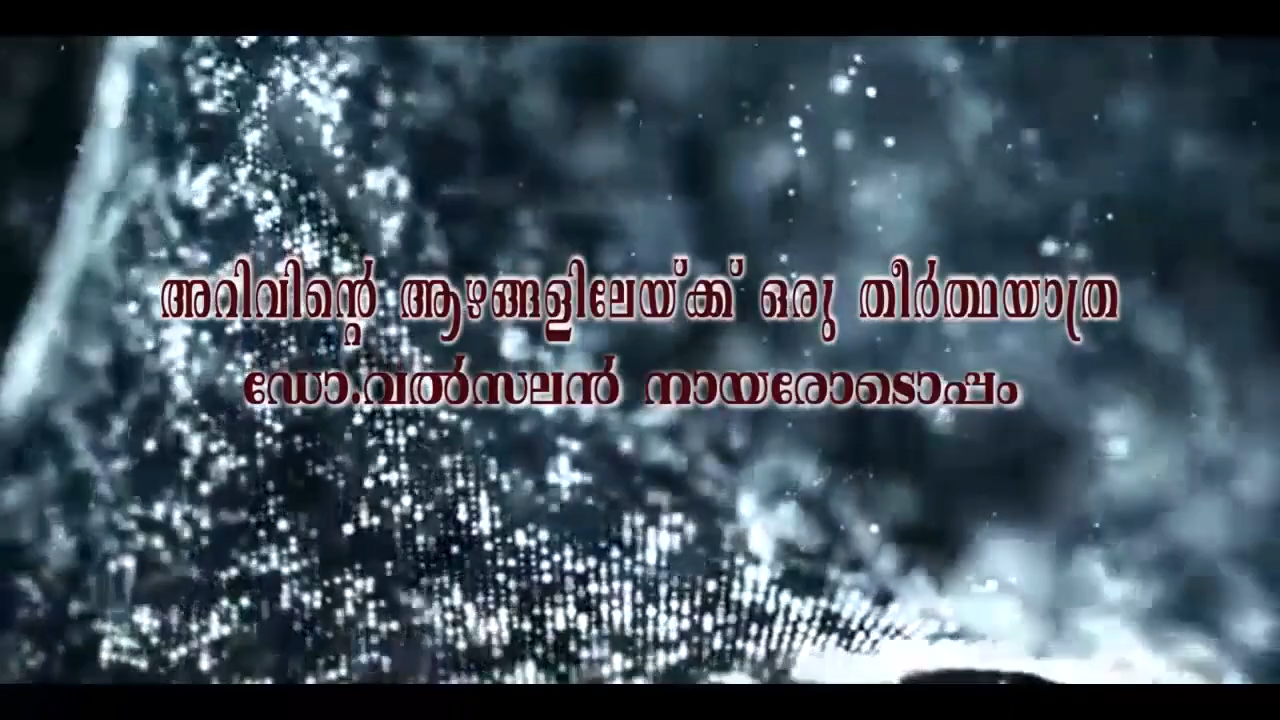 അറിവിന്റെ ആഴങ്ങളിലേയ്ക്ക് ഒരു തീർത്ഥയാത്ര
ഡോ.വൽസലൻ നായരോടൊപ്പം